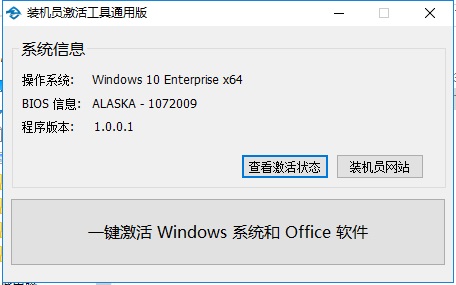 装机员激活工具通用版
系统信息
操作系统: Windows 10 Enterprise x64
BIOS 信息: ALASKA - 1072009
程序版本: 1.0.0.1
查看激活状态 装机员网站
一键激活 Windows 系统和 Office 软件